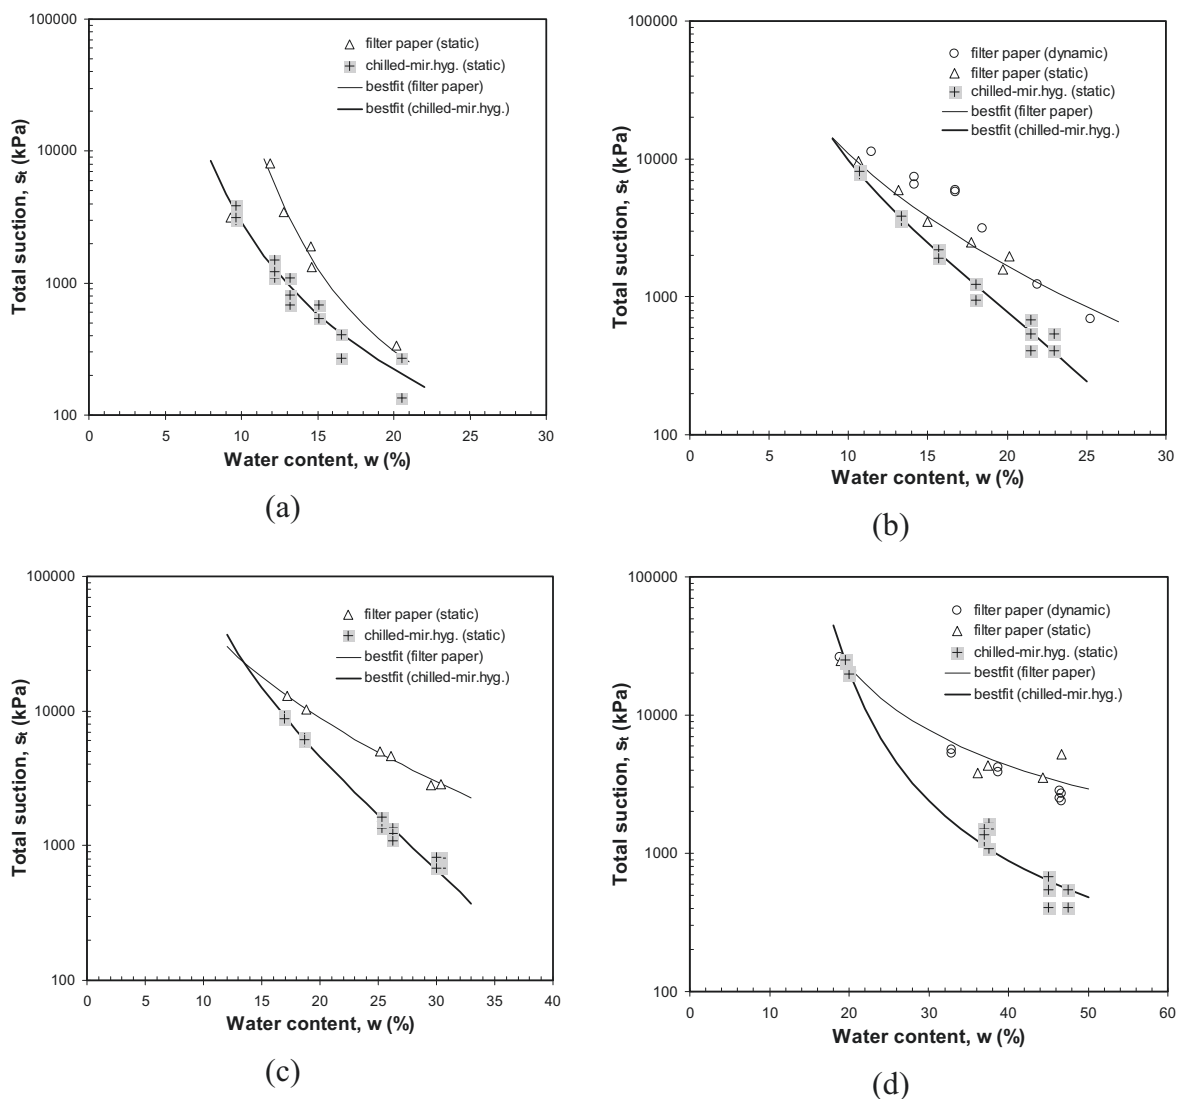 100000
10000
1000
100
Total suction, st (kPa)
0 5 10 15 20 25 30
Water content, w (%)
filter paper (static)
chilled-mir.hyg. (static)
bestfit (filter paper)
bestfit (chilled-mir.hyg.)
(a)
100000
10000
1000
100
Total suction, st (kPa)
0 5 10 15 20 25 30
Water content, w (%)
filter paper (dynamic)
filter paper (static)
chilled-mir.hyg. (static)
bestfit (filter paper)
bestfit (chilled-mir.hyg.)
(b)
100000
10000
1000
100
Total suction, st (kPa)
0 5 10 15 20 25 30 35 40
Water content, w (%)
filter paper (static)
chilled-mir.hyg. (static)
bestfit (filter paper)
bestfit (chilled-mir.hyg.)
(c)
100000
10000
1000
100
Total suction, st (kPa)
0 10 20 30 40 50 60
Water content, w (%)
filter paper (dynamic)
filter paper (static)
chilled-mir.hyg. (static)
bestfit (filter paper)
bestfit (chilled-mir.hyg.)
(d)